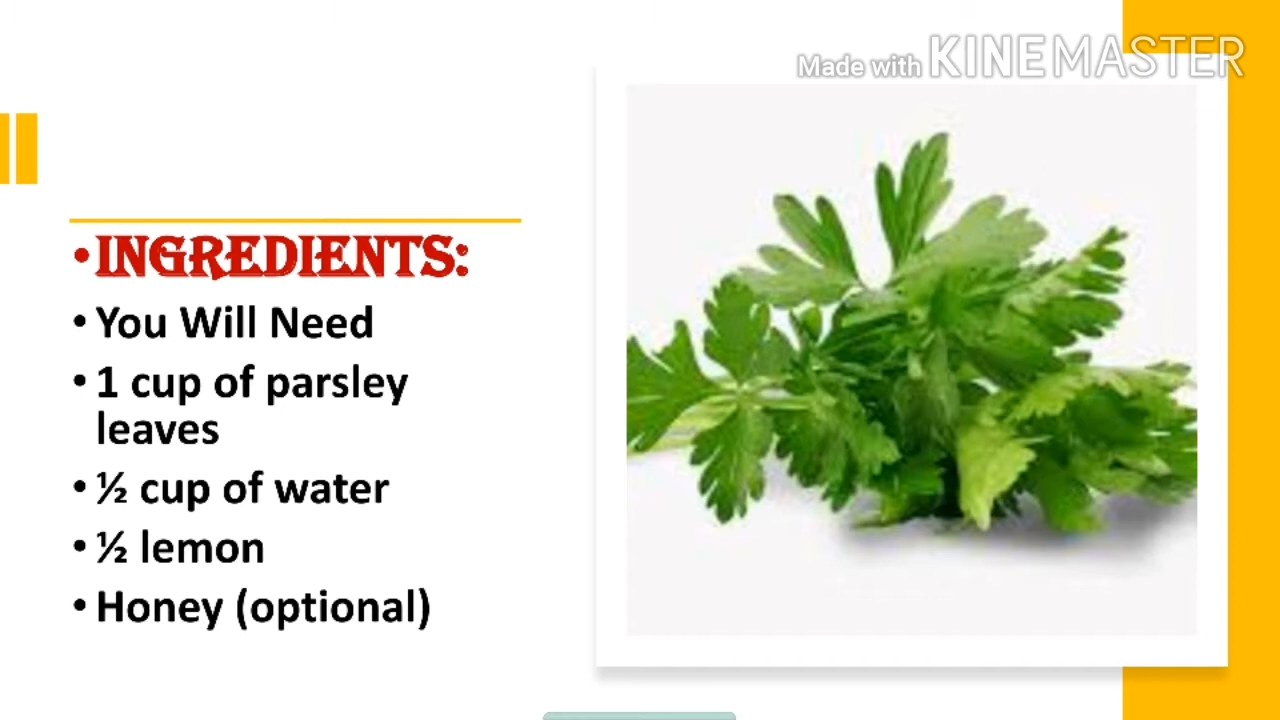 Made with KINEMASTER
• INGREDIENTS:
• You Will Need
• 1 cup of parsley
leaves
• ½ cup of water
• ½ lemon
• Honey (optional)